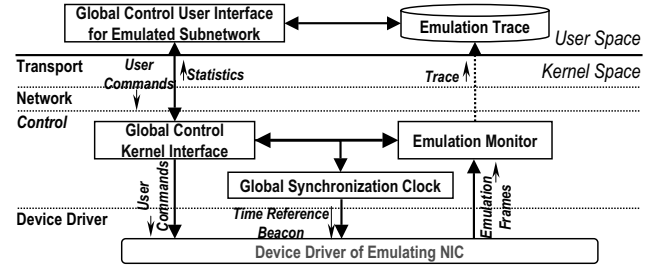 Global Control User Interface
for Emulated Subnetwork
Emulation Trace
User Space
Transport
User
Commands
Statistics
Trace
Kernel Space
Network
Control
Global Control
Kernel Interface
Emulation Monitor
User
Commands
Global Synchronization Clock
Emulation
Frames
Device Driver
Time Reference
Beacon
Device Driver of Emulating NIC